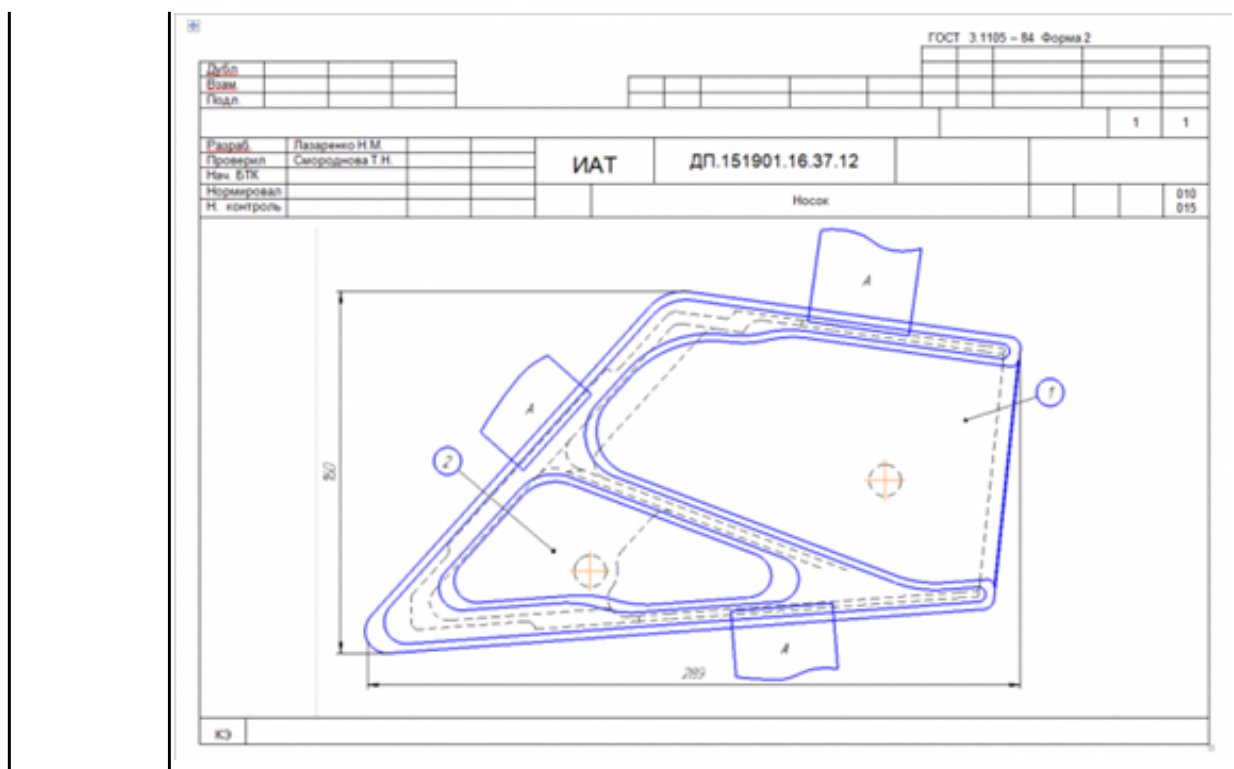 ГОСТ 3.1105 – 84 Форма 2
Дубл
Взам.
Подл.
1 1
Разраб. Лазаренко Н.М.
Проверил Смороднова Т.Н.
Нач. БТК
ИАТ ДП.151901.16.37.12
Нормировал
Н. контроль
Носок
010
015
А
А
1
2
160
А
289
КЭ